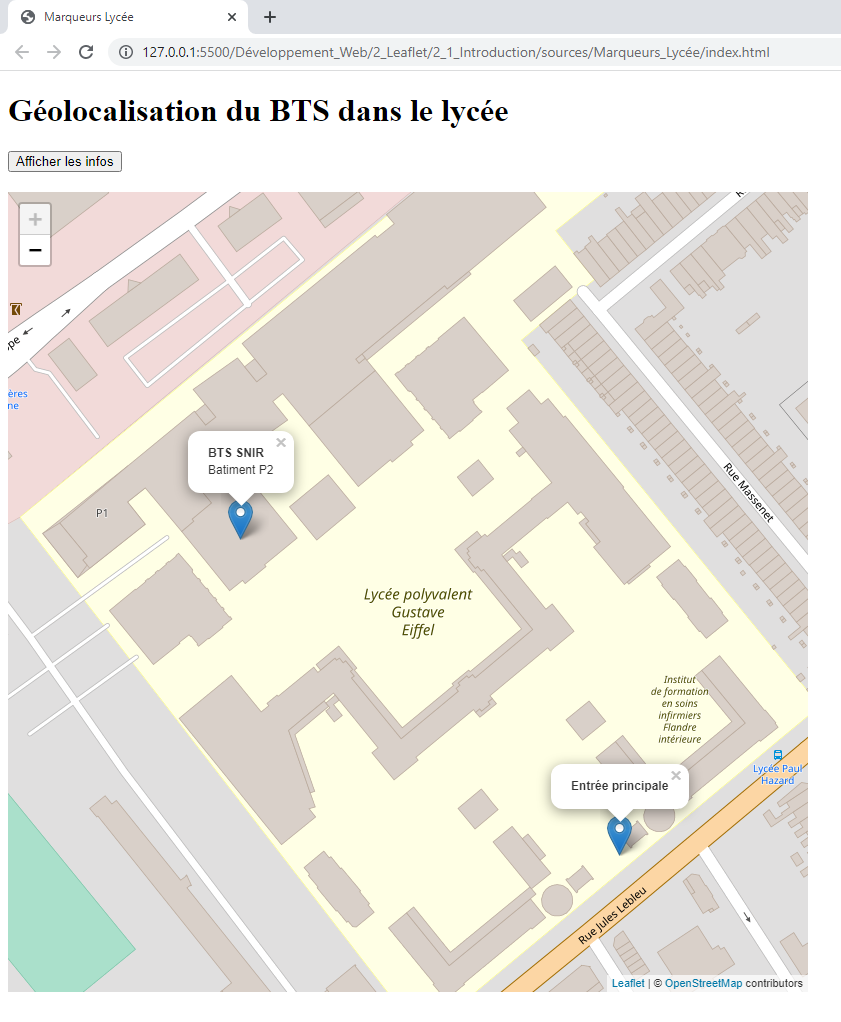 Marqueurs Lycée
127.0.0.1:5500/Développement_Web/2_Leaflet/2_1_Introduction/sources/Marqueurs_Lycée/index.html
Géolocalisation du BTS dans le lycée
Afficher les infos
+
−
ères
ne
BTS SNIR
Batiment P2
P1
Rue Massenet
Lycée polyvalent
Gustave
Eiffel
Institut
de formation
en soins
infirmiers
Flandre
intérieure
Lycée Paul
Hazard
Entrée principale
Rue Jules Lebleu
Leaflet | © OpenStreetMap contributors